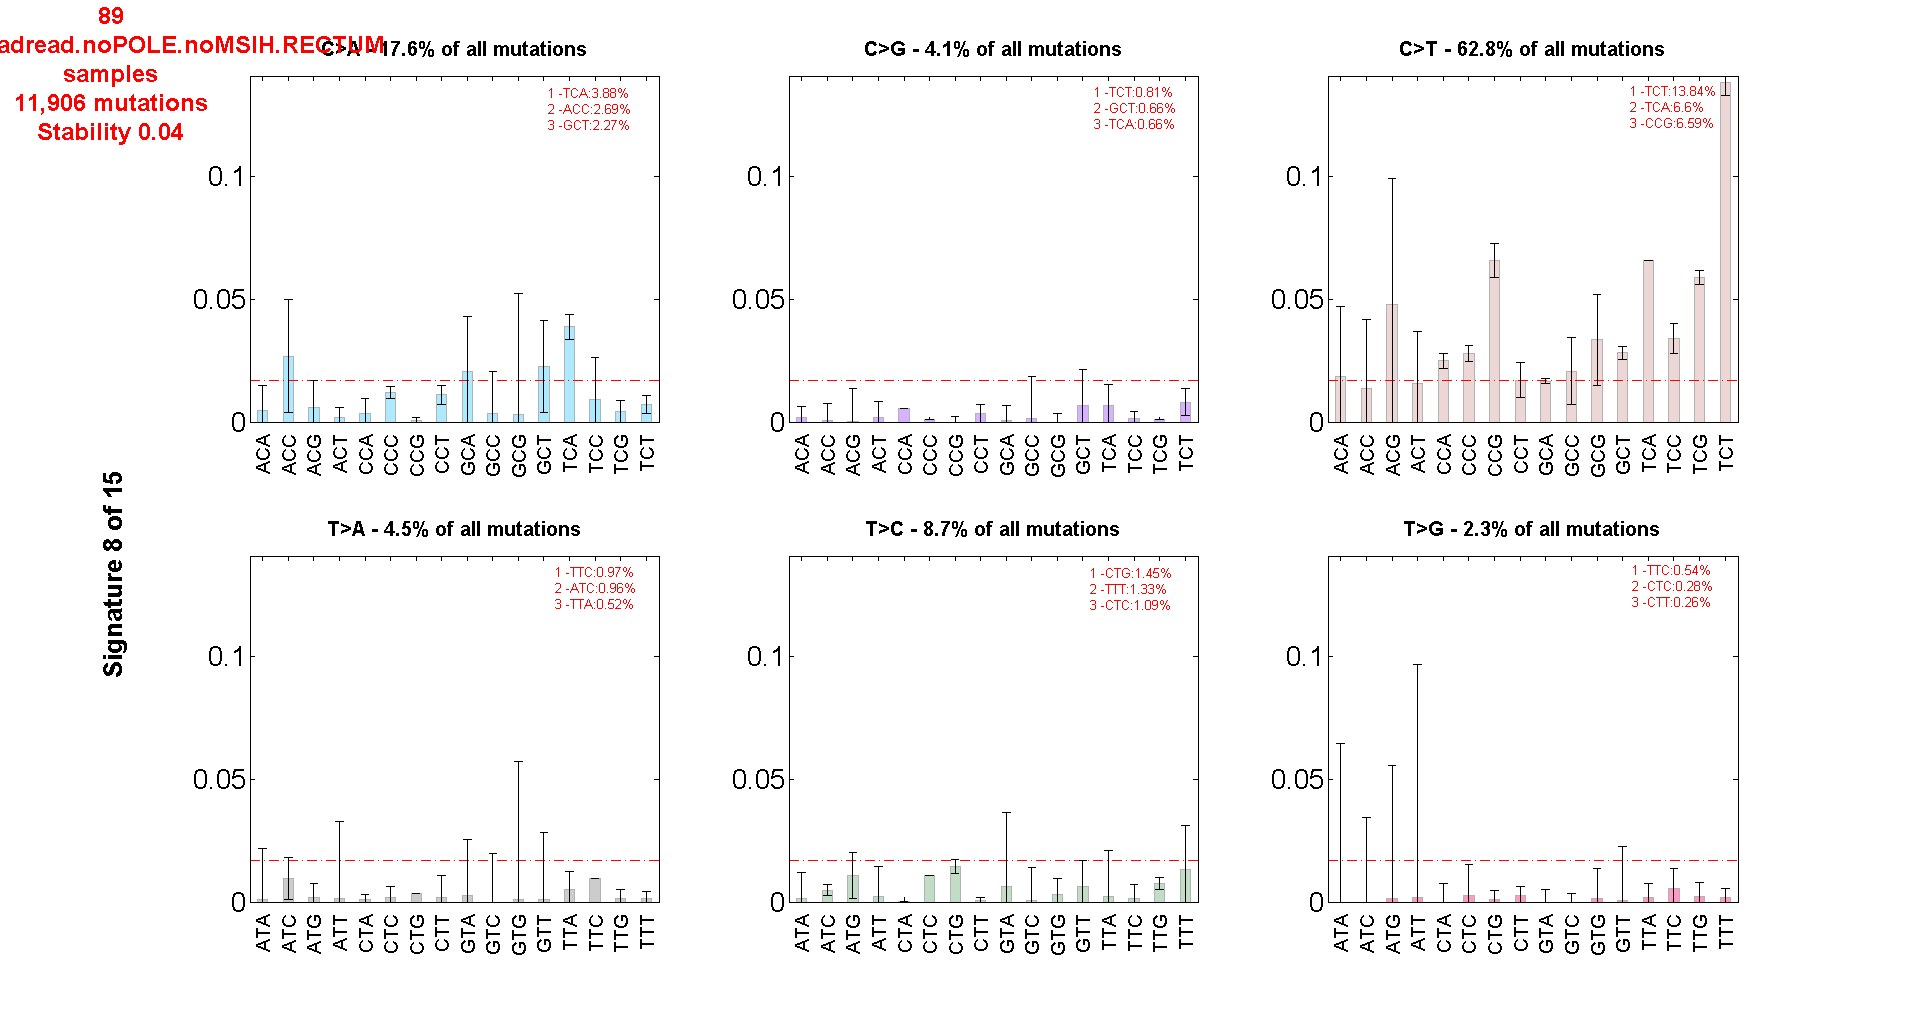 89
adread.noPOLE.noMSIH.RECTUM
samples
11,906 mutations
Stability 0.04
Signature 8 of 15
C>A - 17.6% of all mutations
1 -TCA:3.88%
2 -ACC:2.69%
3 -GCT:2.27%
0.1
0.05
0
ACA ACC ACG ACT CCA CCC CCG CCT GCA GCC GCG GCT TCA TCC TCG TCT
C>G - 4.1% of all mutations
1 -TCT:0.81%
2 -GCT:0.66%
3 -TCA:0.66%
0.1
0.05
0
ACA ACC ACG ACT CCA CCC CCG CCT GCA GCC GCG GCT TCA TCC TCG TCT
C>T - 62.8% of all mutations
1 -TCT:13.84%
2 -TCA:6.6%
3 -CCG:6.59%
0.1
0.05
0
ACA ACC ACG ACT CCA CCC CCG CCT GCA GCC GCG GCT TCA TCC TCG TCT
T>A - 4.5% of all mutations
1 -TTC:0.97%
2 -ATC:0.96%
3 -TTA:0.52%
0.1
0.05
0
ATA ATC ATG ATT CTA CTC CTG CTT GTA GTC GTG GTT TTA TTC TTG TTT
T>C - 8.7% of all mutations
1 -CTG:1.45%
2 -TTT:1.33%
3 -CTC:1.09%
0.1
0.05
0
ATA ATC ATG ATT CTA CTC CTG CTT GTA GTC GTG GTT TTA TTC TTG TTT
T>G - 2.3% of all mutations
1 -TTC:0.54%
2 -CTC:0.28%
3 -CTT:0.26%
0.1
0.05
0
ATA ATC ATG ATT CTA CTC CTG CTT GTA GTC GTG GTT TTA TTC TTG TTT